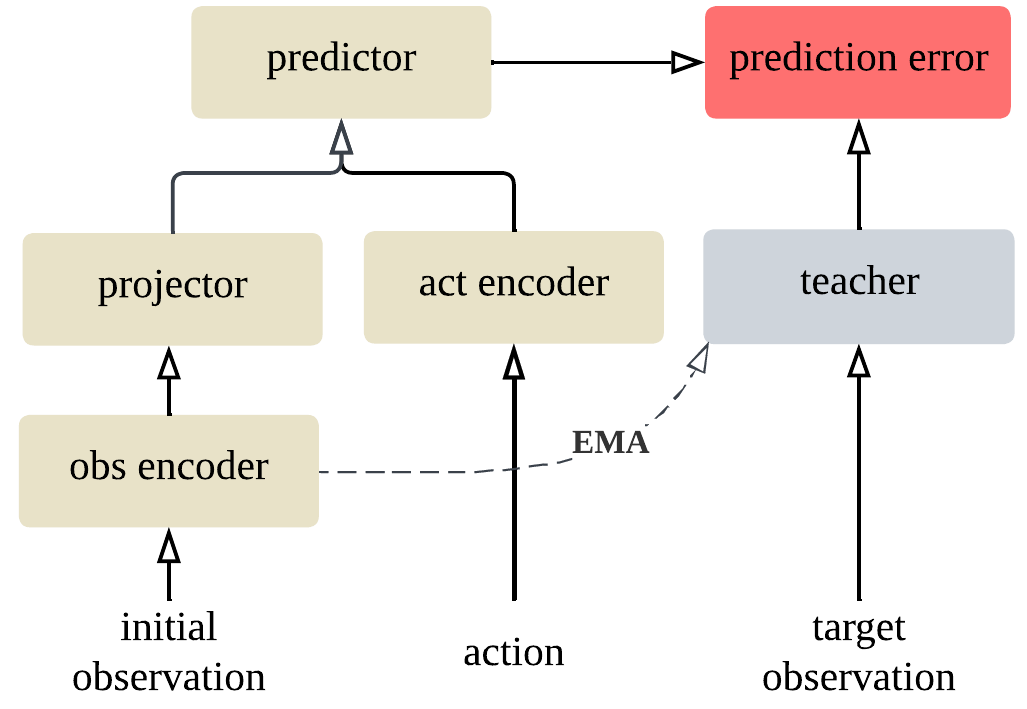 predictor
prediction error
projector
act encoder
teacher
EMA
obs encoder
initial
observation
action
target
observation